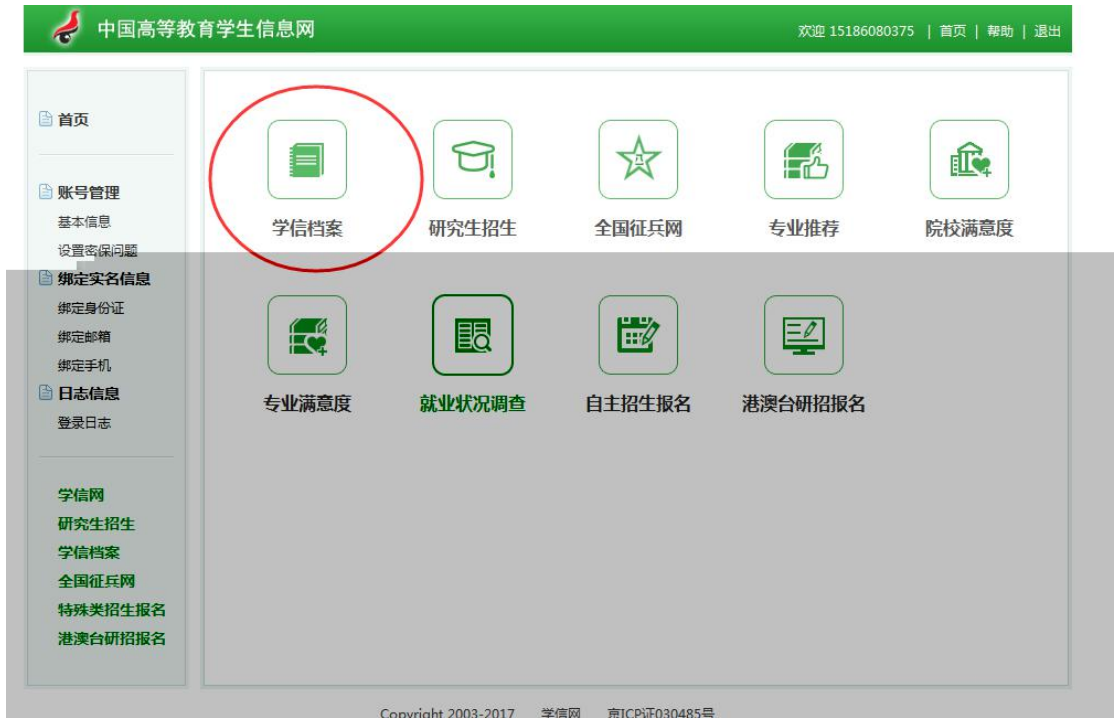 中国高等教育学生信息网
欢迎 15186080375 | 首页 | 帮助 | 退出
首页
账号管理
基本信息
设置密保问题
绑定实名信息
绑定身份证
绑定邮箱
绑定手机
日志信息
登录日志
学信网
研究生招生
学信档案
全国征兵网
特殊类招生报名
港澳台研招报名
学信档案 研究生招生 全国征兵网 专业推荐 院校满意度
专业满意度 就业状况调查 自主招生报名 港澳台研招报名
Copyright 2003-2017 学信网 京ICP证030485号